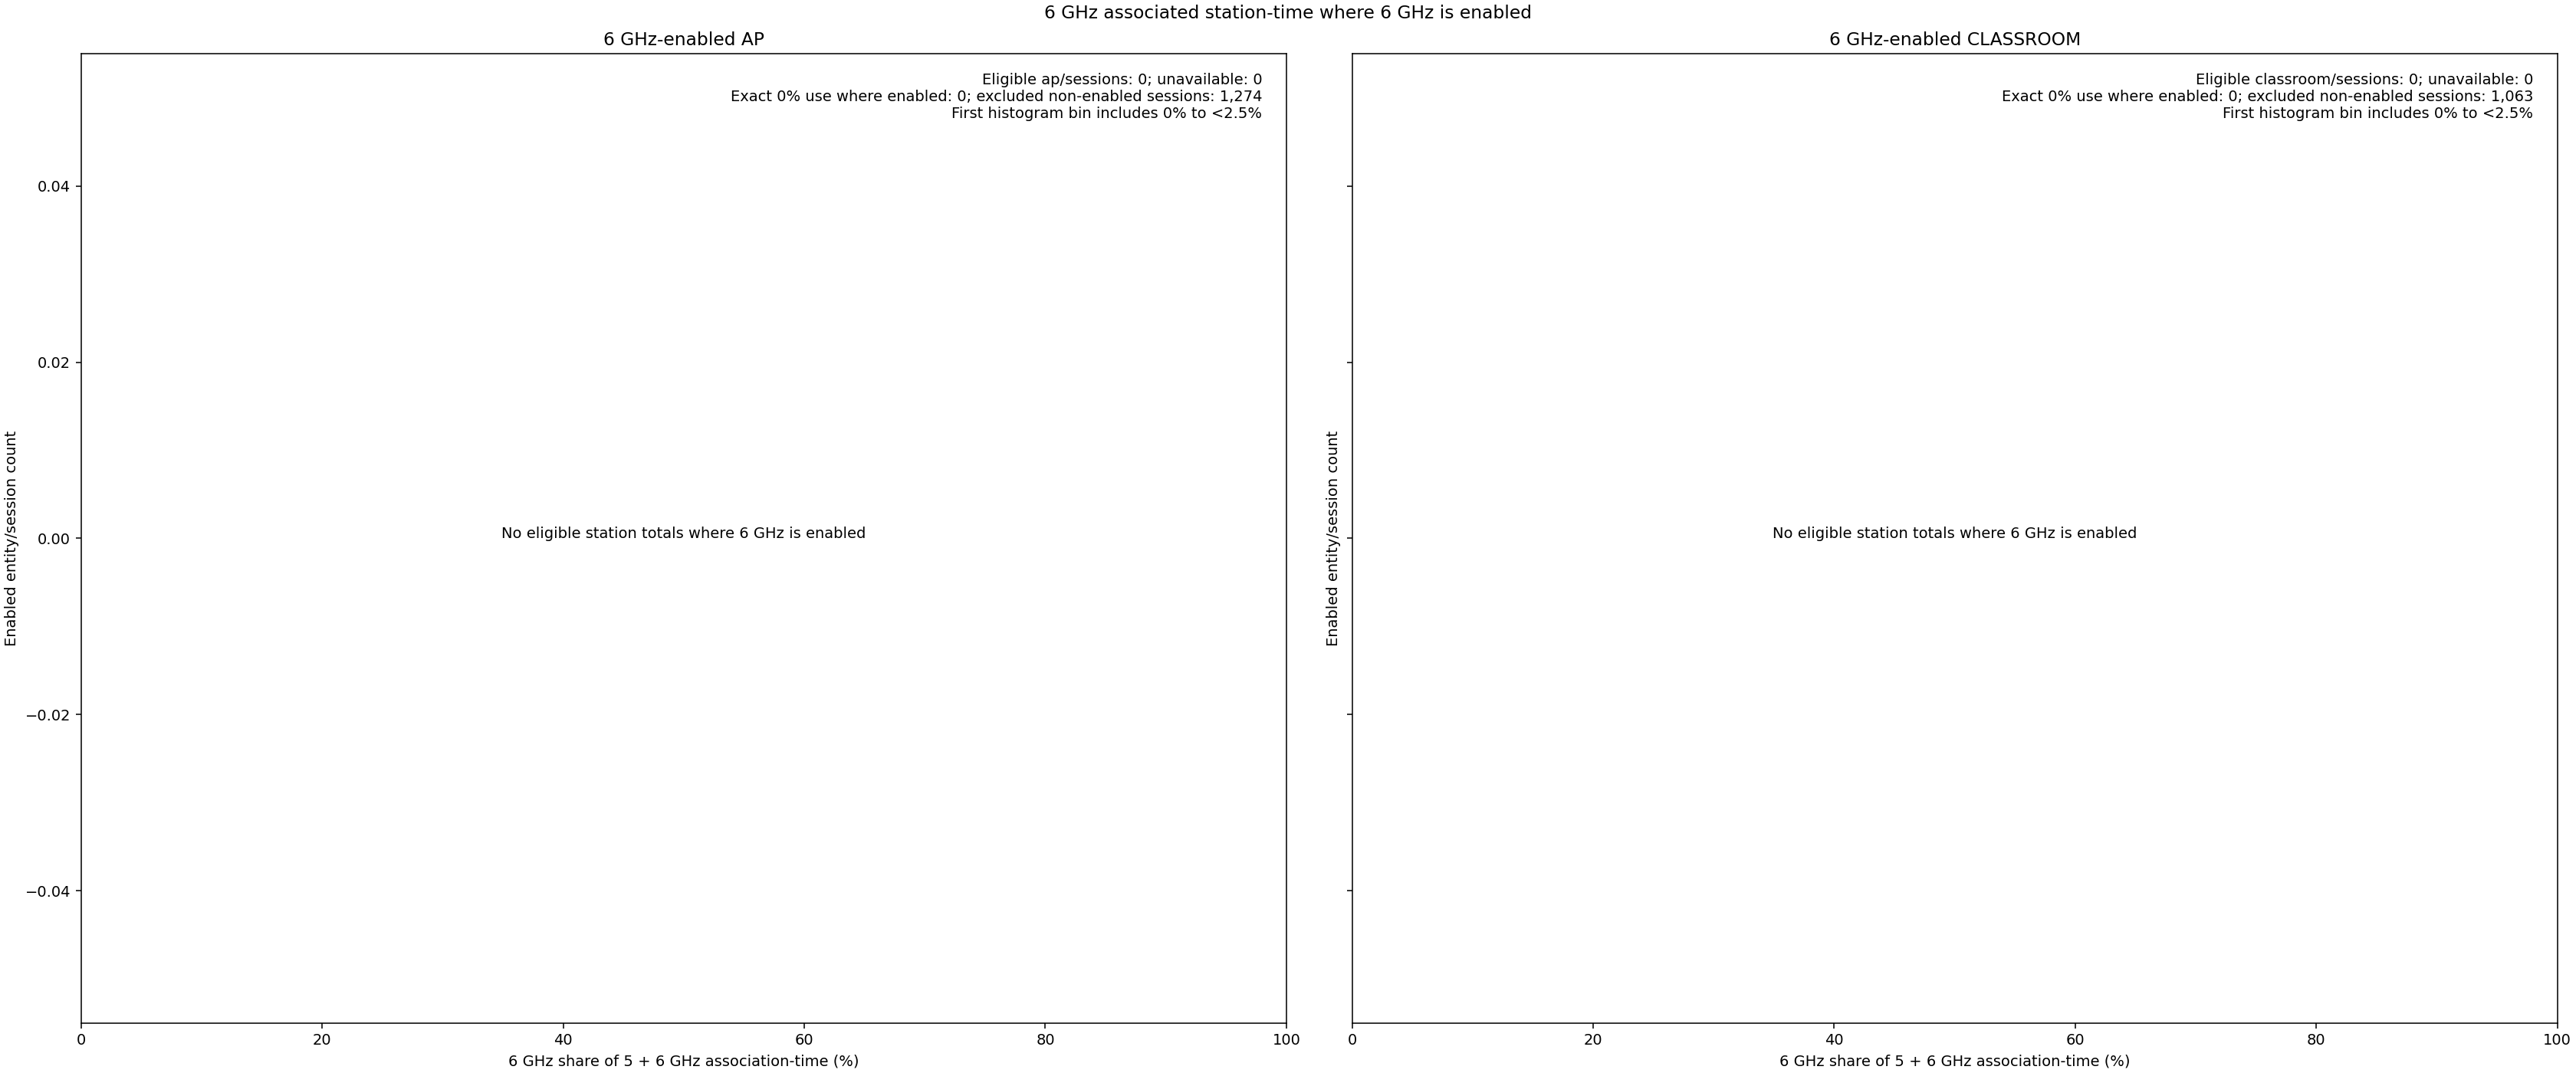 6 GHz associated station-time where 6 GHz is enabled
6 GHz-enabled AP
Eligible ap/sessions: 0; unavailable: 0
Exact 0% use where enabled: 0; excluded non-enabled sessions: 1,274
First histogram bin includes 0% to <2.5%
0.04
0.02
0.00
−0.02
−0.04
Enabled entity/session count
No eligible station totals where 6 GHz is enabled
0
20
40
60
80
100
6 GHz share of 5 + 6 GHz association-time (%)
6 GHz-enabled CLASSROOM
Eligible classroom/sessions: 0; unavailable: 0
Exact 0% use where enabled: 0; excluded non-enabled sessions: 1,063
First histogram bin includes 0% to <2.5%
Enabled entity/session count
No eligible station totals where 6 GHz is enabled
0
20
40
60
80
100
6 GHz share of 5 + 6 GHz association-time (%)